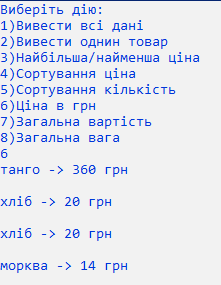 Виберіть дію:
1)Вивести всі дані
2)Вивести однин товар
3)Найбільша/найменша ціна
4)Сортування ціна
5)Сортування кількість
6)Ціна в грн
7)Загальна вартість
8)Загальна вага
6
танго -> 360 грн
хліб -> 20 грн
хліб -> 20 грн
морква -> 14 грн